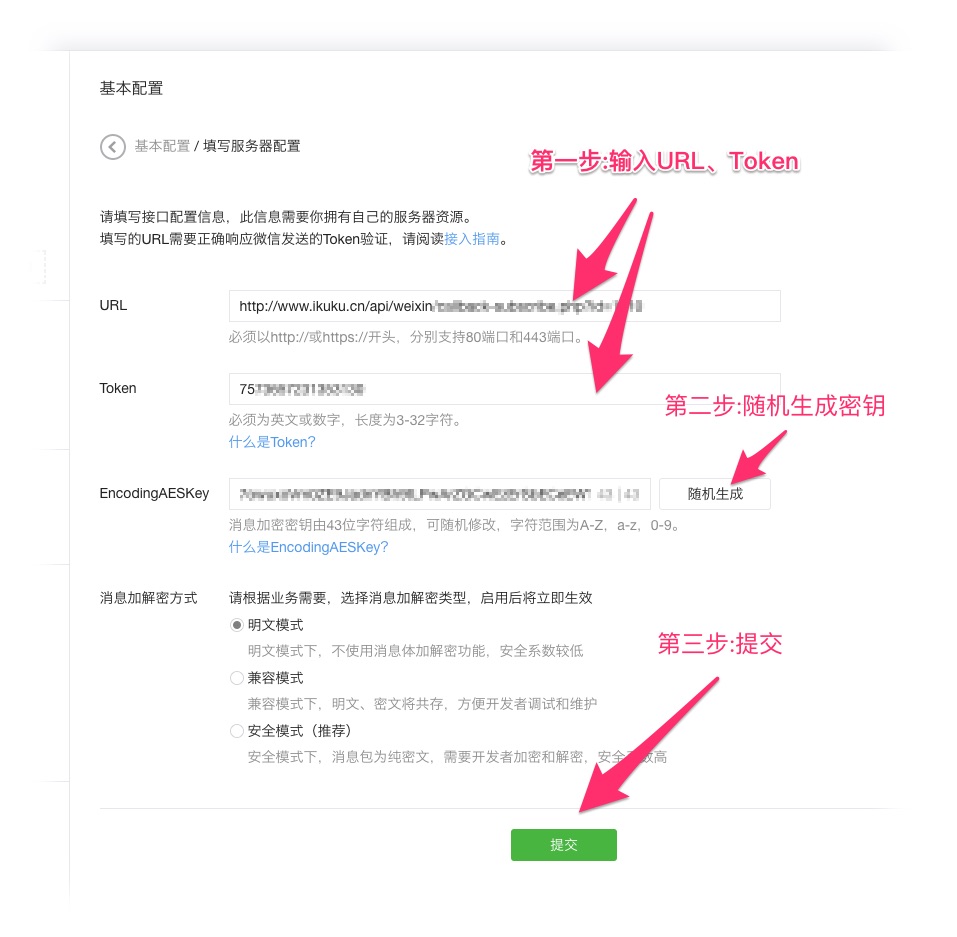 基本配置
基本配置 / 填写服务器配置
第一步:输入URL、Token
请填写接口配置信息，此信息需要你拥有自己的服务器资源。
填写的URL需要正确响应微信发送的Token验证，请阅读接入指南。
URL
http://www.ikuku.cn/api/weixin
必须以http://或https://开头，分别支持80端口和443端口。
Token
75
第二步:随机生成密钥
必须为英文或数字，长度为3-32字符。
什么是Token?
EncodingAESKey
随机生成
消息加密密钥由43位字符组成，可随机修改，字符范围为A-Z，a-z，0-9。
什么是EncodingAESKey?
消息加解密方式
请根据业务需要，选择消息加解密类型，启用后将立即生效
明文模式
第三步:提交
明文模式下，不使用消息体加解密功能，安全系数较低
兼容模式
兼容模式下，明文、密文将共存，方便开发者调试和维护
安全模式（推荐）
安全模式下，消息包为纯密文，需要开发者加密和解密，安全系数高
提交